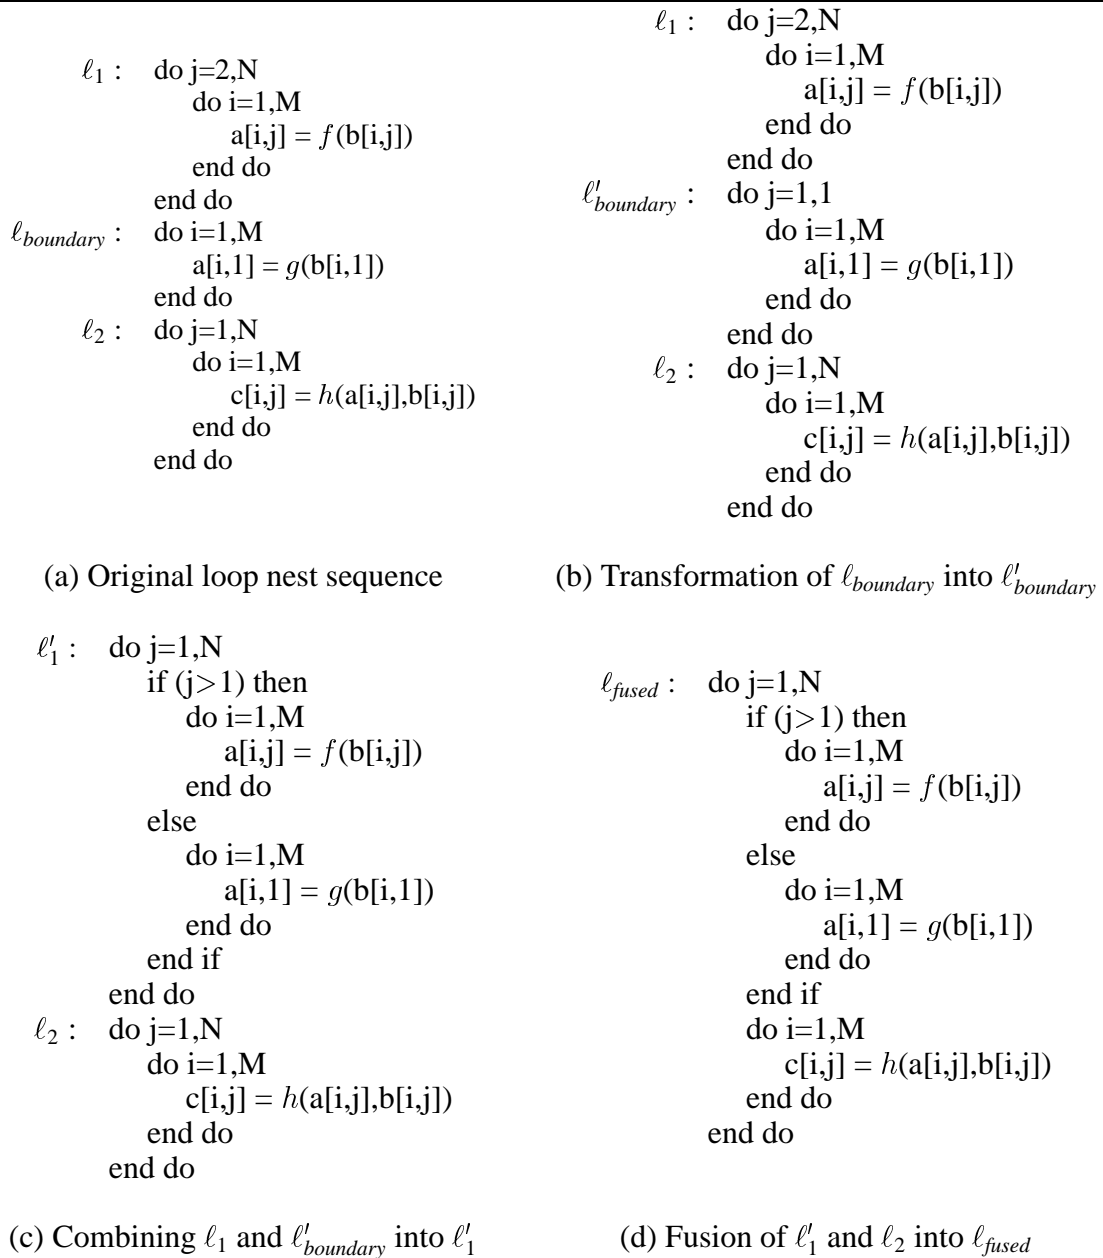 ℓ₁ : do j=2,N
do i=1,M
a[i,j] = f(b[i,j])
end do
end do
ℓboundary : do i=1,M
a[i,1] = g(b[i,1])
end do
ℓ₂ : do j=1,N
do i=1,M
c[i,j] = h(a[i,j],b[i,j])
end do
end do
(a) Original loop nest sequence
ℓ₁ : do j=2,N
do i=1,M
a[i,j] = f(b[i,j])
end do
end do
ℓ′boundary : do j=1,1
do i=1,M
a[i,1] = g(b[i,1])
end do
end do
ℓ₂ : do j=1,N
do i=1,M
c[i,j] = h(a[i,j],b[i,j])
end do
end do
(b) Transformation of ℓboundary into ℓ′boundary
ℓ′₁ : do j=1,N
if (j>1) then
do i=1,M
a[i,j] = f(b[i,j])
end do
else
do i=1,M
a[i,1] = g(b[i,1])
end do
end if
end do
ℓ₂ : do j=1,N
do i=1,M
c[i,j] = h(a[i,j],b[i,j])
end do
end do
(c) Combining ℓ₁ and ℓ′boundary into ℓ′₁
ℓfused : do j=1,N
if (j>1) then
do i=1,M
a[i,j] = f(b[i,j])
end do
else
do i=1,M
a[i,1] = g(b[i,1])
end do
end if
do i=1,M
c[i,j] = h(a[i,j],b[i,j])
end do
end do
(d) Fusion of ℓ′₁ and ℓ₂ into ℓfused